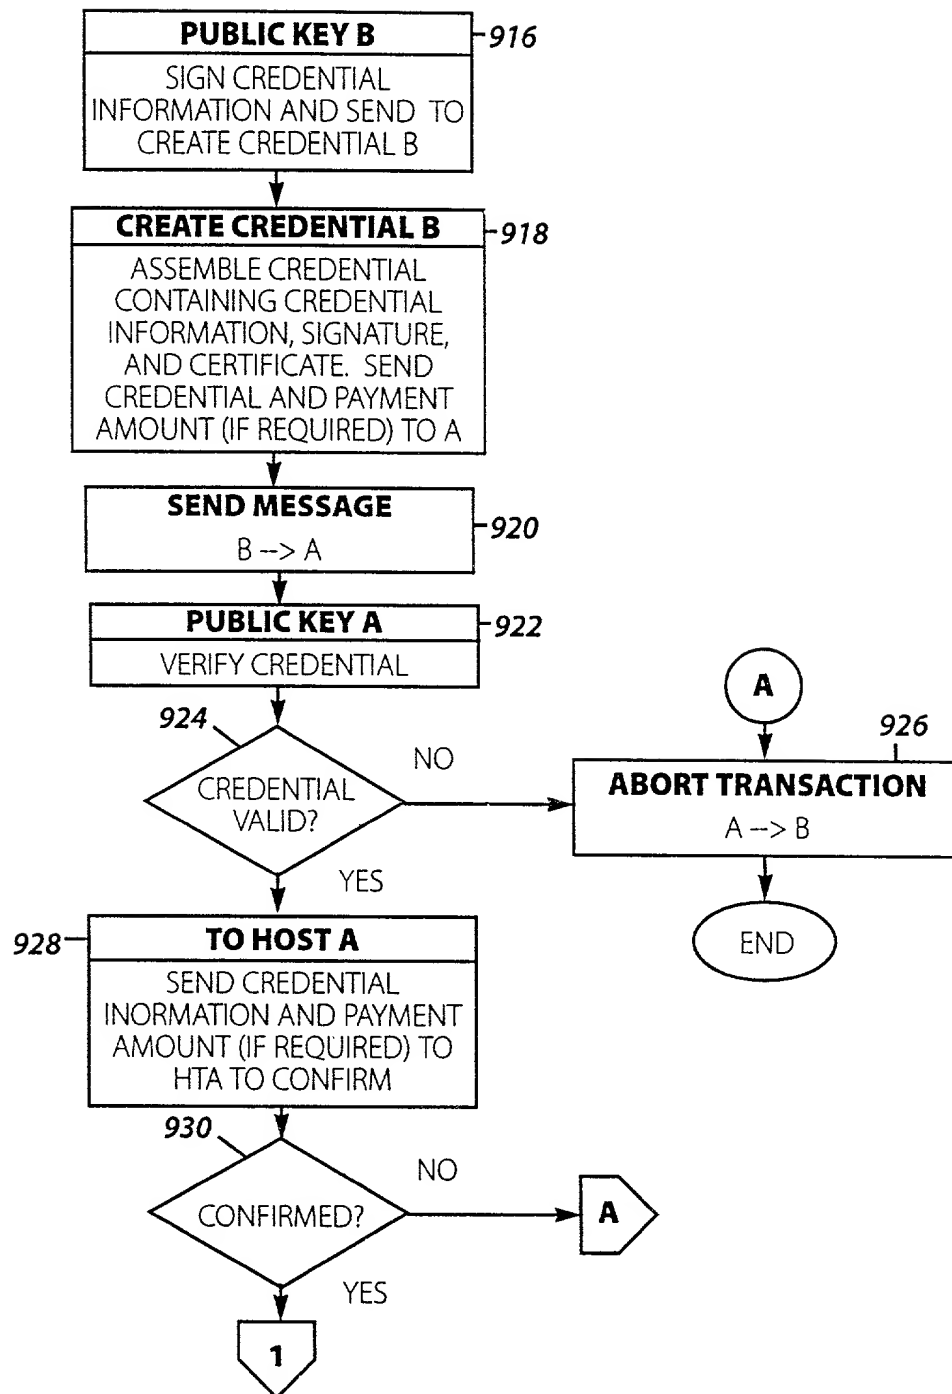 PUBLIC KEY B
916
SIGN CREDENTIAL
INFORMATION AND SEND TO
CREATE CREDENTIAL B
CREATE CREDENTIAL B
918
ASSEMBLE CREDENTIAL
CONTAINING CREDENTIAL
INFORMATION, SIGNATURE,
AND CERTIFICATE. SEND
CREDENTIAL AND PAYMENT
AMOUNT (IF REQUIRED) TO A
SEND MESSAGE
920
B --> A
PUBLIC KEY A
922
VERIFY CREDENTIAL
924
CREDENTIAL
VALID?
NO
YES
A
926
ABORT TRANSACTION
A --> B
END
928
TO HOST A
SEND CREDENTIAL
INORMATION AND PAYMENT
AMOUNT (IF REQUIRED) TO
HTA TO CONFIRM
930
CONFIRMED?
NO
A
YES
1